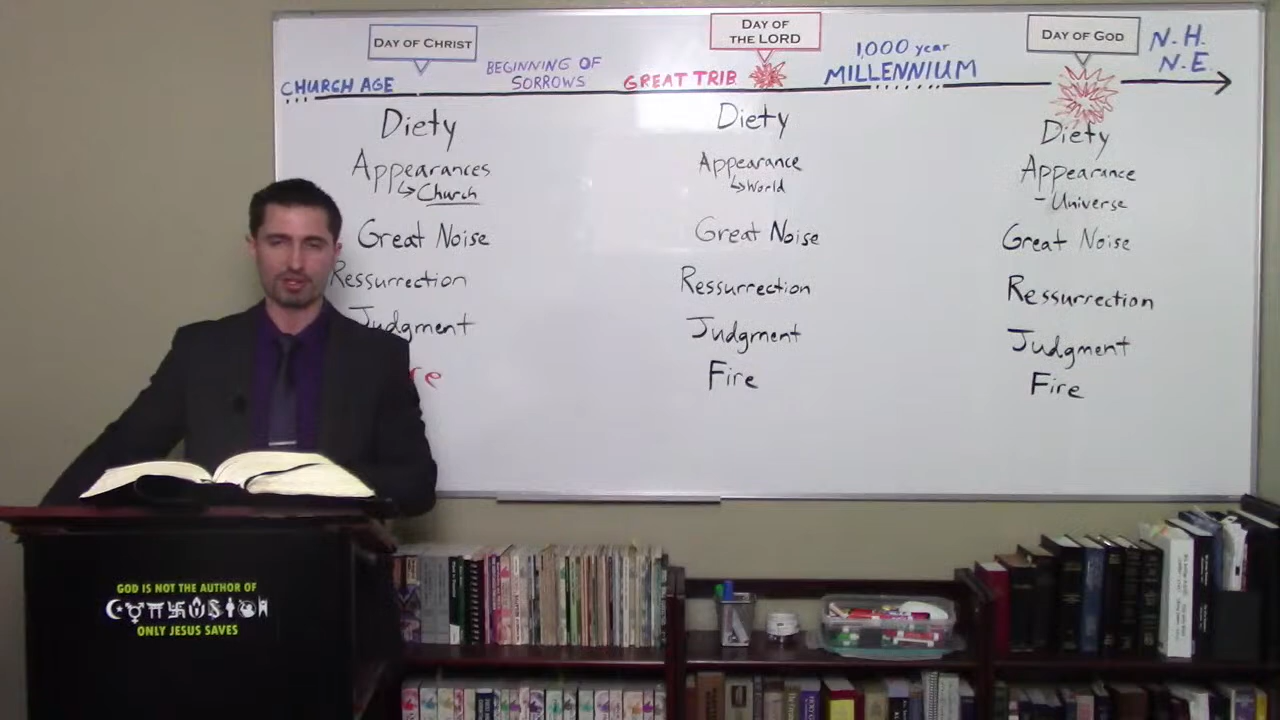 DAY OF CHRIST
DAY OF
THE LORD
DAY OF GOD
N.H.
N.E.
CHURCH AGE
BEGINNING OF
SORROWS
GREAT TRIB
1,000 year
MILLENNIUM
Diety
Appearances
Church
Great Noise
Ressurrection
Judgment
re
Diety
Appearance
World
Great Noise
Ressurrection
Judgment
Fire
Diety
Appearance
- Universe
Great Noise
Ressurrection
Judgment
Fire
GOD IS NOT THE AUTHOR OF
ONLY JESUS SAVES